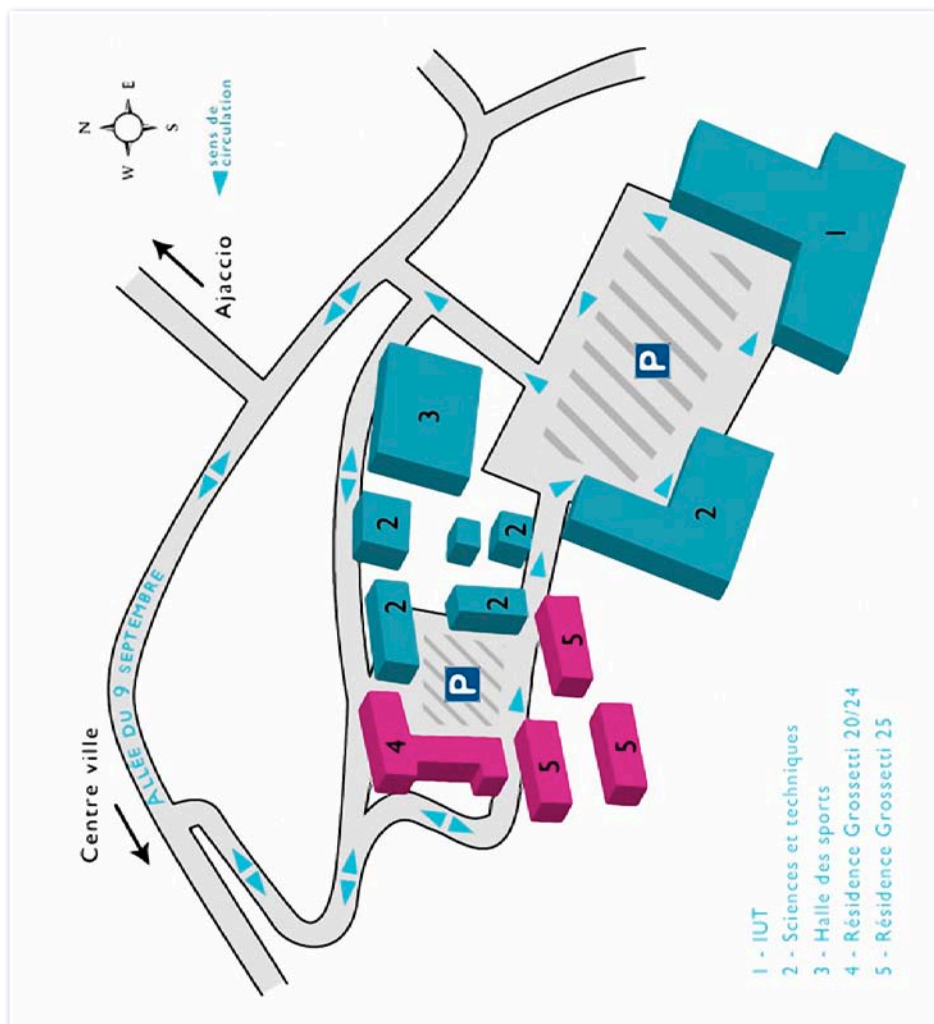 N
E
S
W
sens de
circulation
Ajaccio
Centre ville
ALLÉE DU 9 SEPTEMBRE
1
P
2
3
2
2
2
2
P
4
5
5
5
1 - IUT
2 - Sciences et techniques
3 - Halle des sports
4 - Résidence Grossetti 20/24
5 - Résidence Grossetti 25